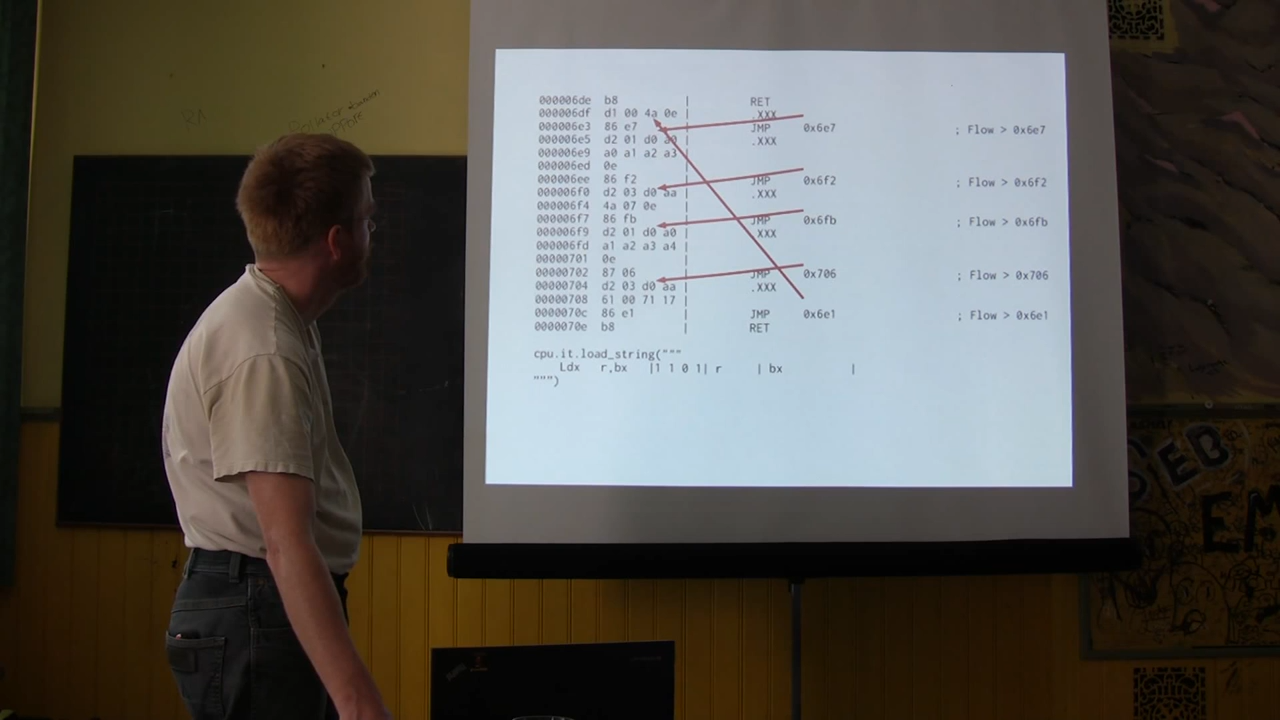 000006de b8 | RET
000006df d1 00 4a 0e | .XXX
000006e3 86 e7 | JMP 0x6e7 ; Flow > 0x6e7
000006e5 d2 01 d0 a0 | .XXX
000006e9 a0 a1 a2 a3 |
000006ed 0e |
000006ee 86 f2 | JMP 0x6f2 ; Flow > 0x6f2
000006f0 d2 03 d0 aa | .XXX
000006f4 4a 07 0e |
000006f7 86 fb | JMP 0x6fb ; Flow > 0x6fb
000006f9 d2 01 d0 a0 | XXX
000006fd a1 a2 a3 a4 |
00000701 0e |
00000702 87 06 | JMP 0x706 ; Flow > 0x706
00000704 d2 03 d0 aa | .XXX
00000708 61 00 71 17 |
0000070c 86 e1 | JMP 0x6e1 ; Flow > 0x6e1
0000070e b8 | RET
cpu.it.load_string("""
Ldx r,bx |1 1 0 1| r | bx |
""")
RA
DEB
EM